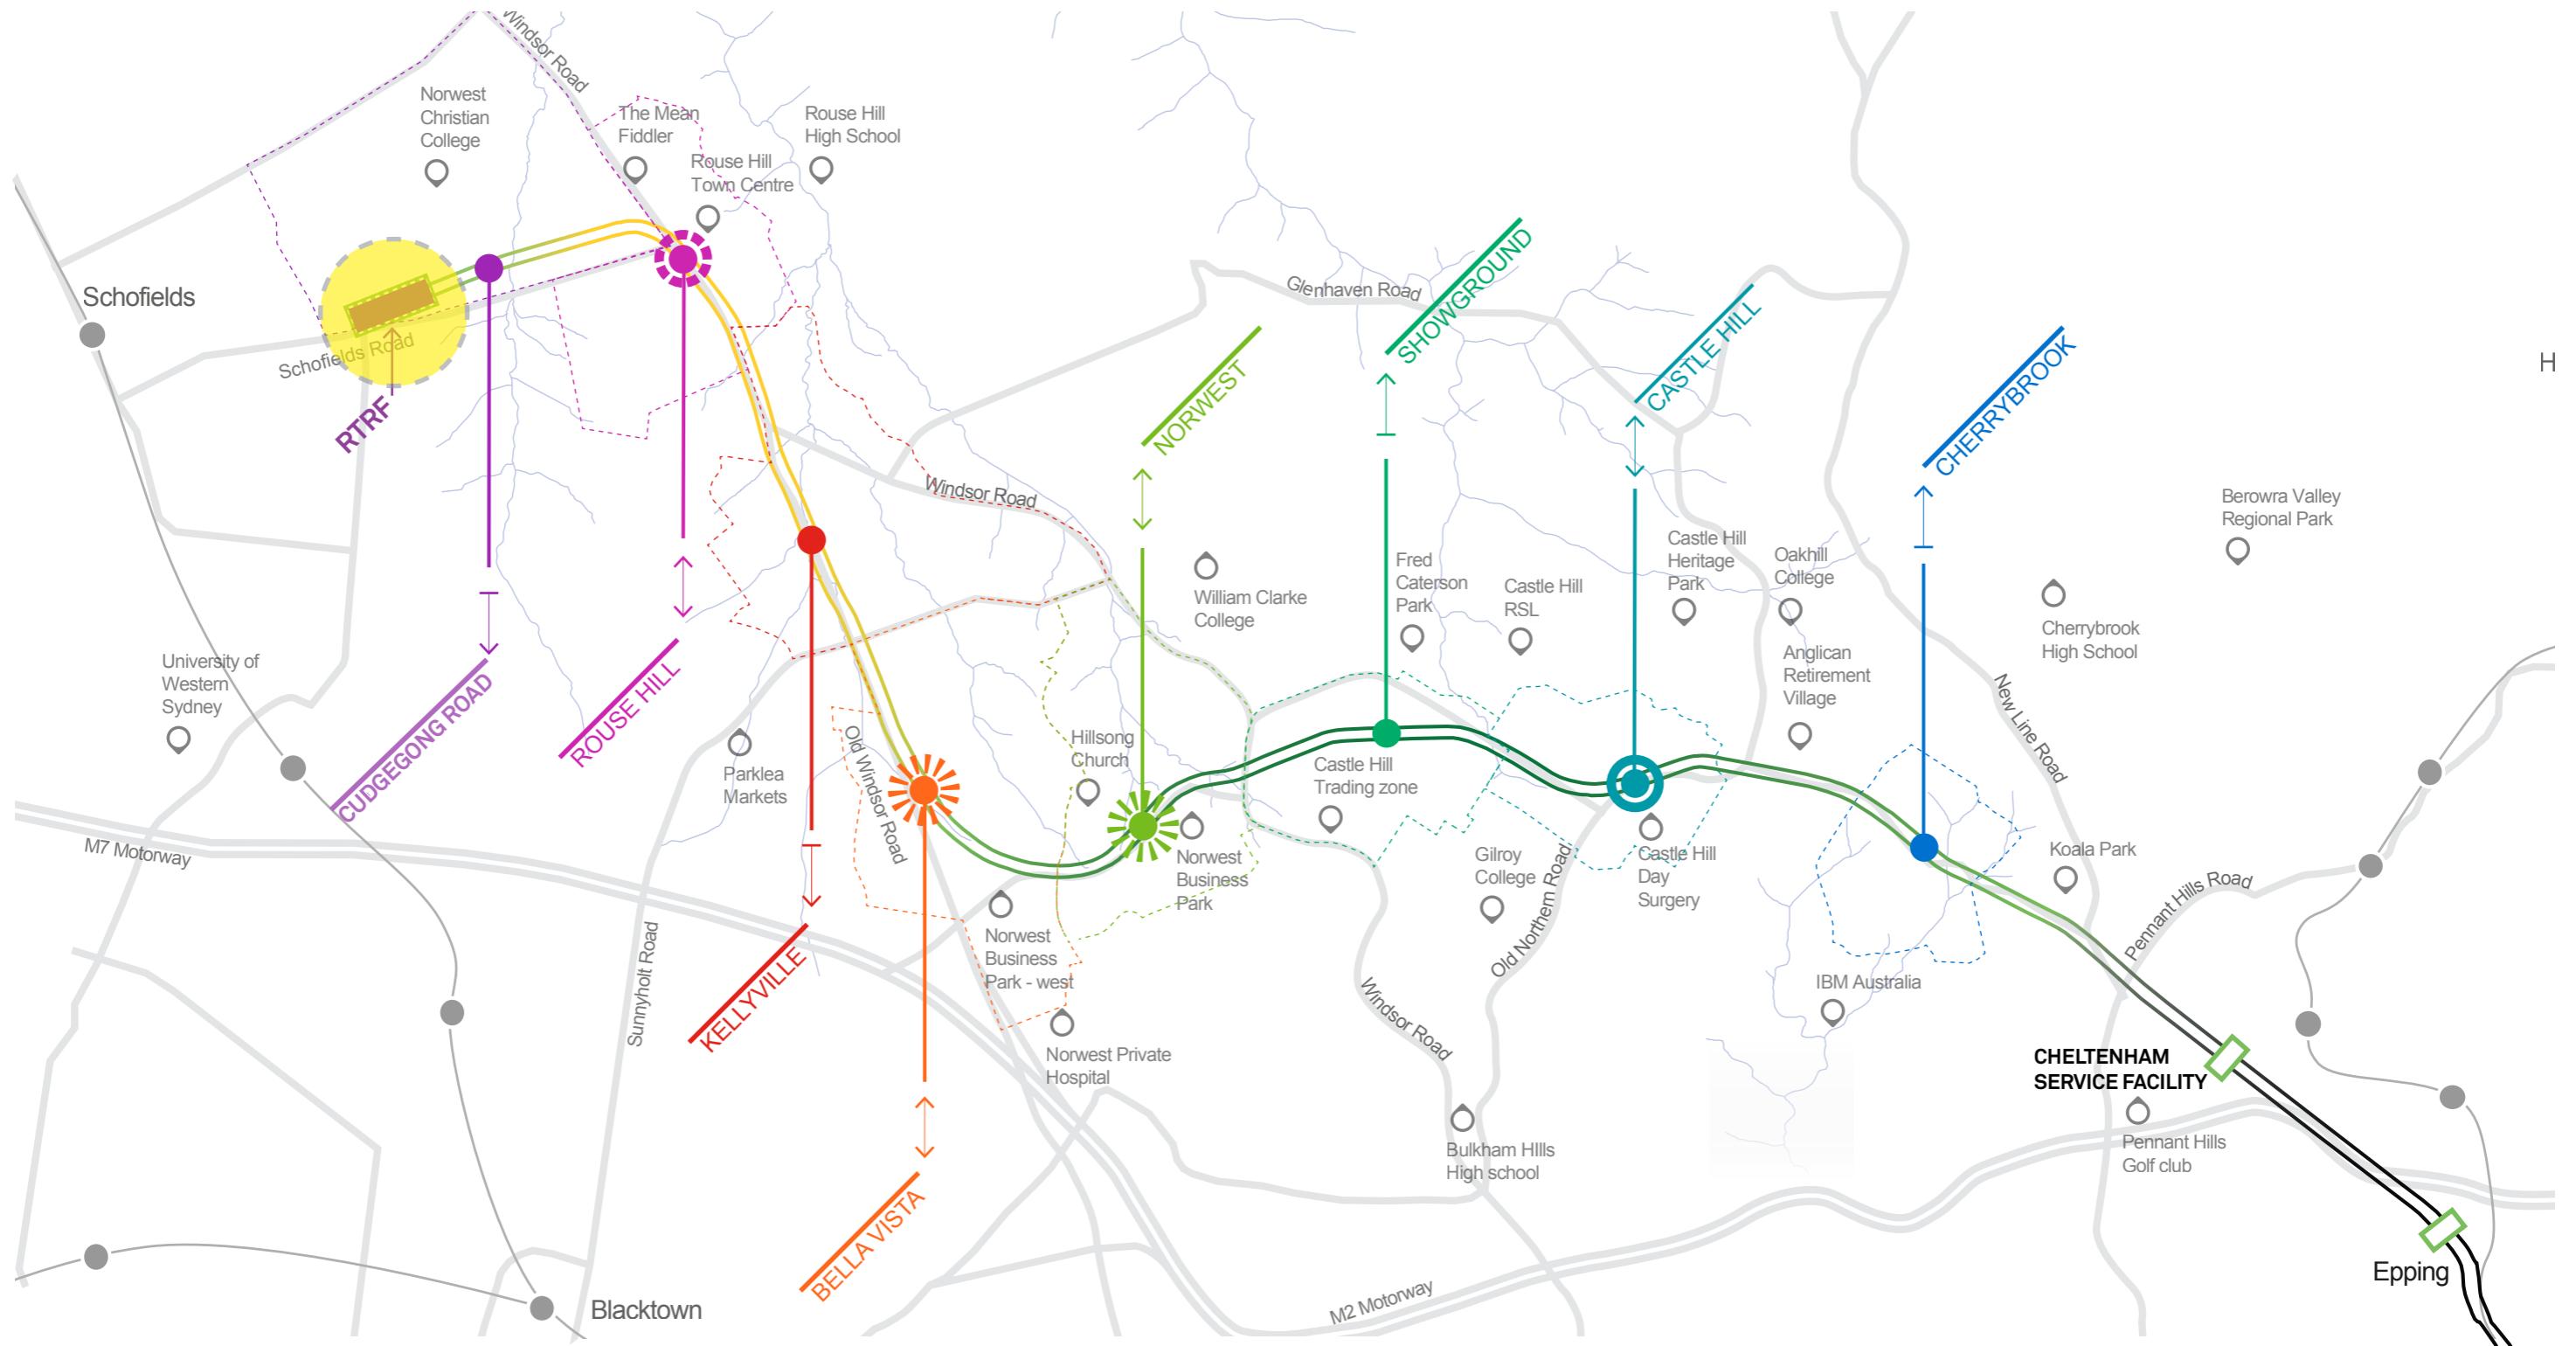 Windsor Road
Norwest
Christian
College
The Mean
Fiddler
Rouse Hill
High School
Rouse Hill
Town Centre
Schofields
Schofields Road
RTRF
Glenhaven Road
SHOWGROUND
CASTLE HILL
NORWEST
CHERRYBROOK
H
Windsor Road
Berowra Valley
Regional Park
William Clarke
College
Fred
Caterson
Park
Castle Hill
RSL
Castle Hill
Heritage
Park
Oakhill
College
Cherrybrook
High School
Anglican
Retirement
Village
University of
Western
Sydney
CUDGEGONG ROAD
ROUSE HILL
New Line Road
Parklea
Markets
Old Windsor Road
Hillsong
Church
Castle Hill
Trading zone
M7 Motorway
Norwest
Business
Park
Gilroy
College
Castle Hill
Day
Surgery
Koala Park
Pennant Hills Road
Old Northern Road
Sunnyholt Road
KELLYVILLE
Norwest
Business
Park - west
IBM Australia
Windsor Road
Norwest Private
Hospital
CHELTENHAM
SERVICE FACILITY
Bulkham HIlls
High school
Pennant Hills
Golf club
BELLA VISTA
Epping
Blacktown
M2 Motorway